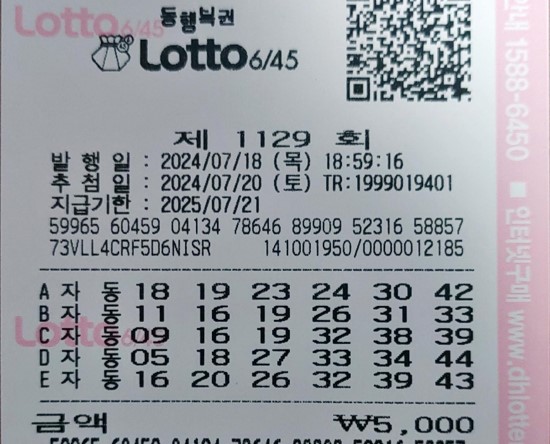 동행복권
Lotto 6/45
제 1129 회
발 행 일 : 2024/07/18 (목) 18:59:16
추 첨 일 : 2024/07/20 (토) TR:1999019401
지급기한 : 2025/07/21
59965 60459 04134 78646 89909 52316 58857
73VLL4CRF5D6NISR 141001950/0000012185
A 자 동 18 19 23 24 30 42
B 자 동 11 16 19 26 31 33
C 자 동 09 16 19 32 38 39
D 자 동 05 18 27 33 34 44
E 자 동 16 20 26 32 39 43
금액 ₩5,000
Lotto 6/45
Lotto
1588-6450 ■ 인터넷구매 www.dhlotte